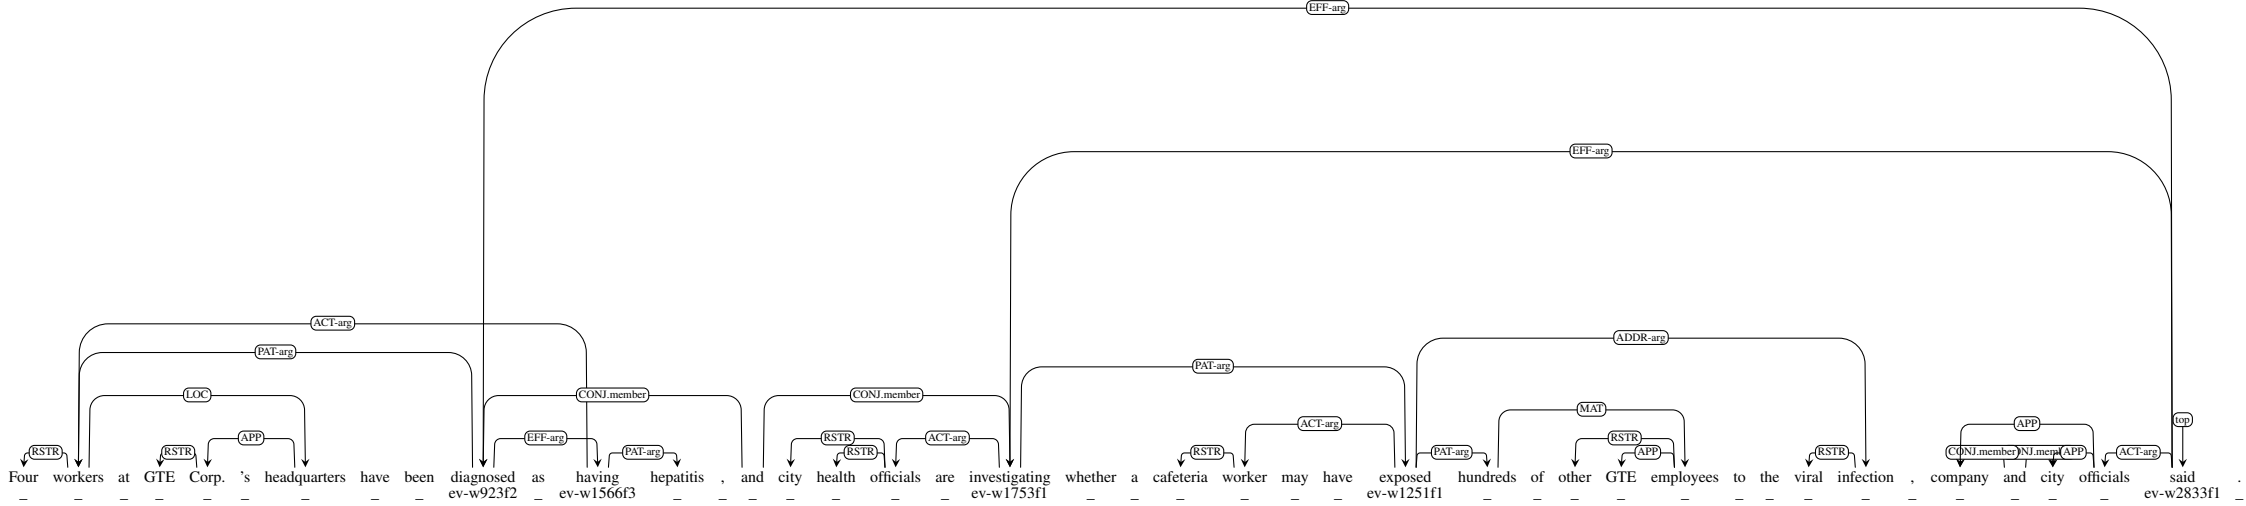 EFF-arg
EFF-arg
ACT-arg
ADDR-arg
PAT-arg
PAT-arg
LOC CONJ.member CONJ.member
MAT
top
ACT-arg APP
APP EFF-arg RSTR ACT-arg RSTR
RSTR RSTR PAT-arg RSTR RSTR PAT-arg APP RSTR CONJ.member APP ACT-arg
Four workers at GTE Corp. 's headquarters have been diagnosed as having hepatitis , and city health officials are investigating whether a cafeteria worker may have exposed hundreds of other GTE employees to the viral infection , company and city officials said .
_ _ _ _ _ _ _ _ _ ev-w923f2 _ ev-w1566f3 _ _ _ _ _ _ _ ev-w1753f1 _ _ _ _ _ _ ev-w1251f1 _ _ _ _ _ _ _ _ _ _ _ _ _ _ ev-w2833f1 _